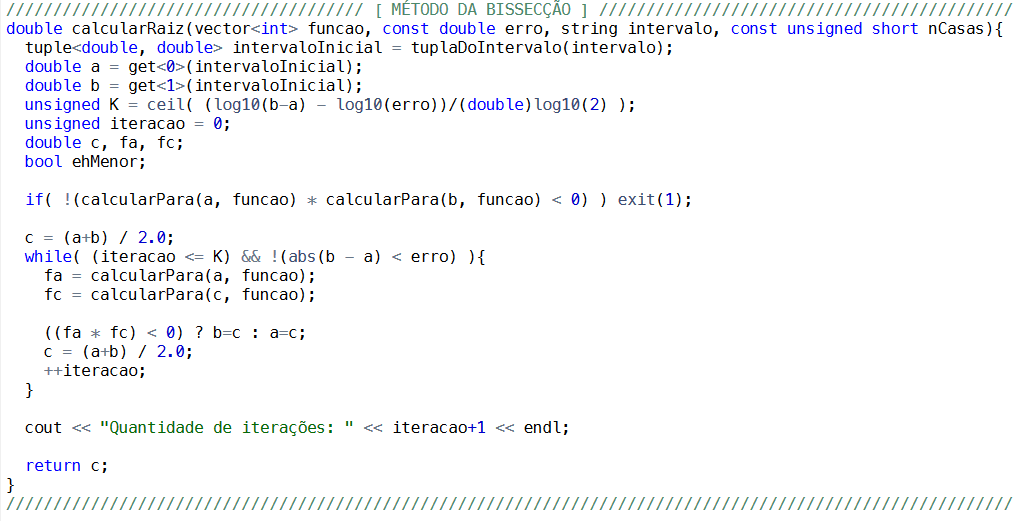 ////////////////////////////////////// [ MÉTODO DA BISSECÇÃO ] ////////////////////////////////////////////
double calcularRaiz(vector<int> funcao, const double erro, string intervalo, const unsigned short nCasas){
  tuple<double, double> intervaloInicial = tuplaDoIntervalo(intervalo);
  double a = get<0>(intervaloInicial);
  double b = get<1>(intervaloInicial);
  unsigned K = ceil( (log10(b-a) - log10(erro))/(double)log10(2) );
  unsigned iteracao = 0;
  double c, fa, fc;
  bool ehMenor;
  if( !(calcularPara(a, funcao) * calcularPara(b, funcao) < 0) ) exit(1);
  c = (a+b) / 2.0;
  while( (iteracao <= K) && !(abs(b - a) < erro) ){
    fa = calcularPara(a, funcao);
    fc = calcularPara(c, funcao);
    ((fa * fc) < 0) ? b=c : a=c;
    c = (a+b) / 2.0;
    ++iteracao;
  }
  cout << "Quantidade de iterações: " << iteracao+1 << endl;
  return c;
}
///////////////////////////////////////////////////////////////////////////////////////////////////////////